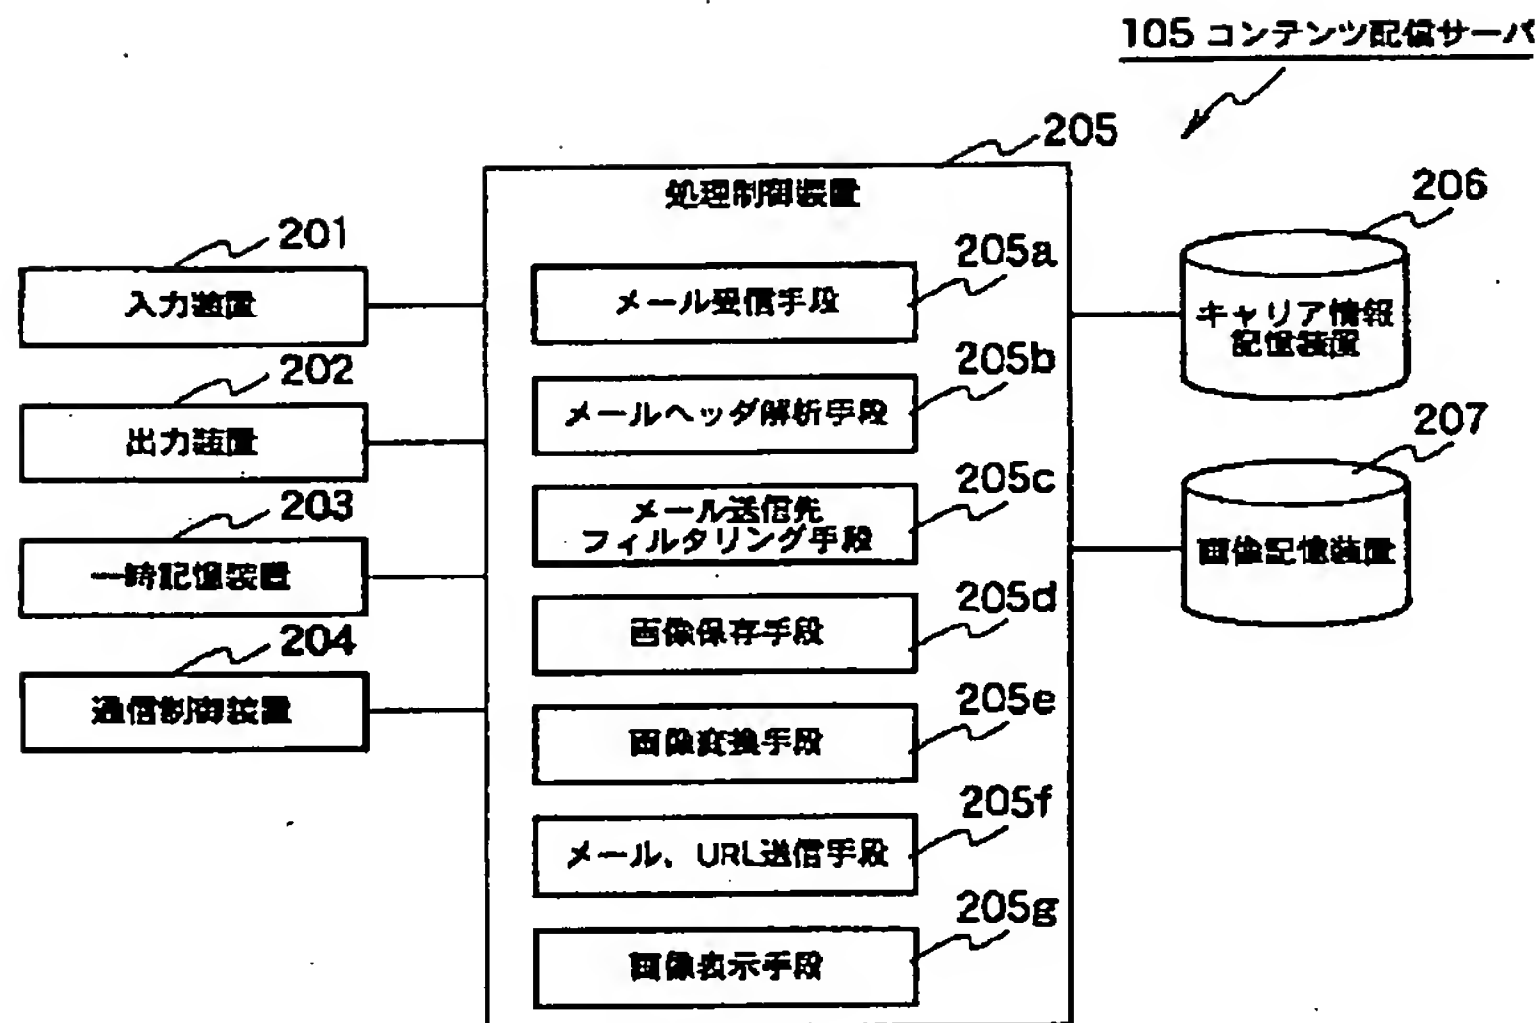 105 コンテンツ配信サーバ
205
処理制御装置
201
入力装置
202
出力装置
203
一時記憶装置
204
通信制御装置
205a
メール受信手段
205b
メールヘッダ解析手段
205c
メール送信先
フィルタリング手段
205d
画像保存手段
205e
画像変換手段
205f
メール、URL送信手段
205g
画像表示手段
206
キャリア情報
記憶装置
207
画像記憶装置